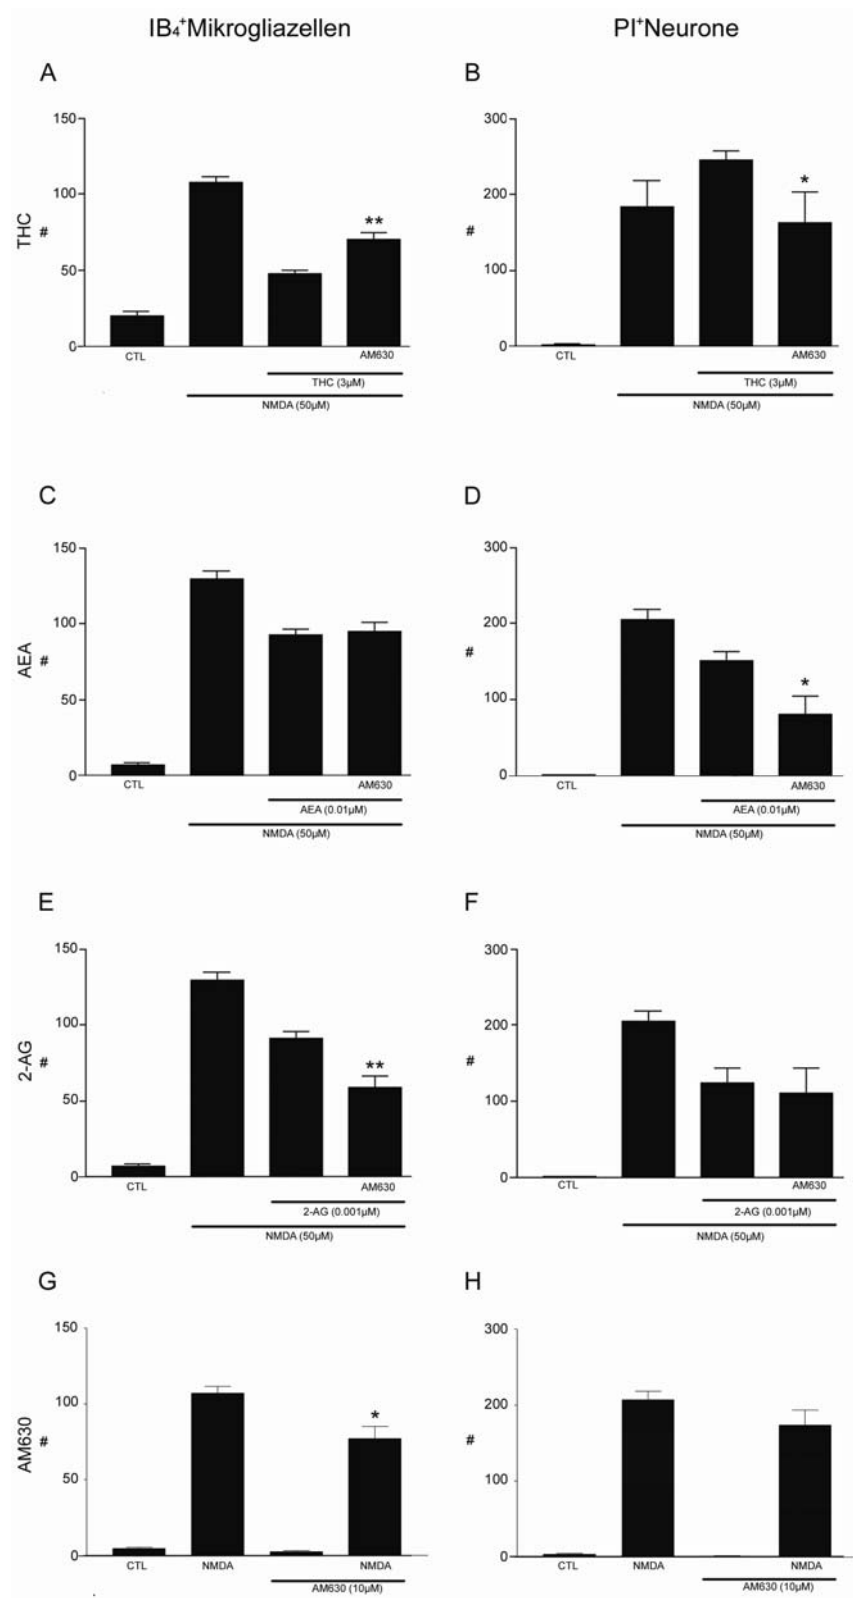 IB₄⁺Mikrogliazellen PI⁺Neurone
A B
150 300
100 200
** *
THC # #
50 100
0 0
CTL AM630 CTL AM630
THC (3µM) THC (3µM)
NMDA (50µM) NMDA (50µM)
C D
150 300
100 200
AEA # #
*
50 100
0 0
CTL AM630 CTL AM630
AEA (0.01µM) AEA (0.01µM)
NMDA (50µM) NMDA (50µM)
E F
150 300
100 200
2-AG # #
**
50 100
0 0
CTL AM630 CTL AM630
2-AG (0.001µM) 2-AG (0.001µM)
NMDA (50µM) NMDA (50µM)
G H
150 300
100 200
*
AM630 # #
50 100
0 0
CTL NMDA NMDA CTL NMDA NMDA
AM630 (10µM) AM630 (10µM)